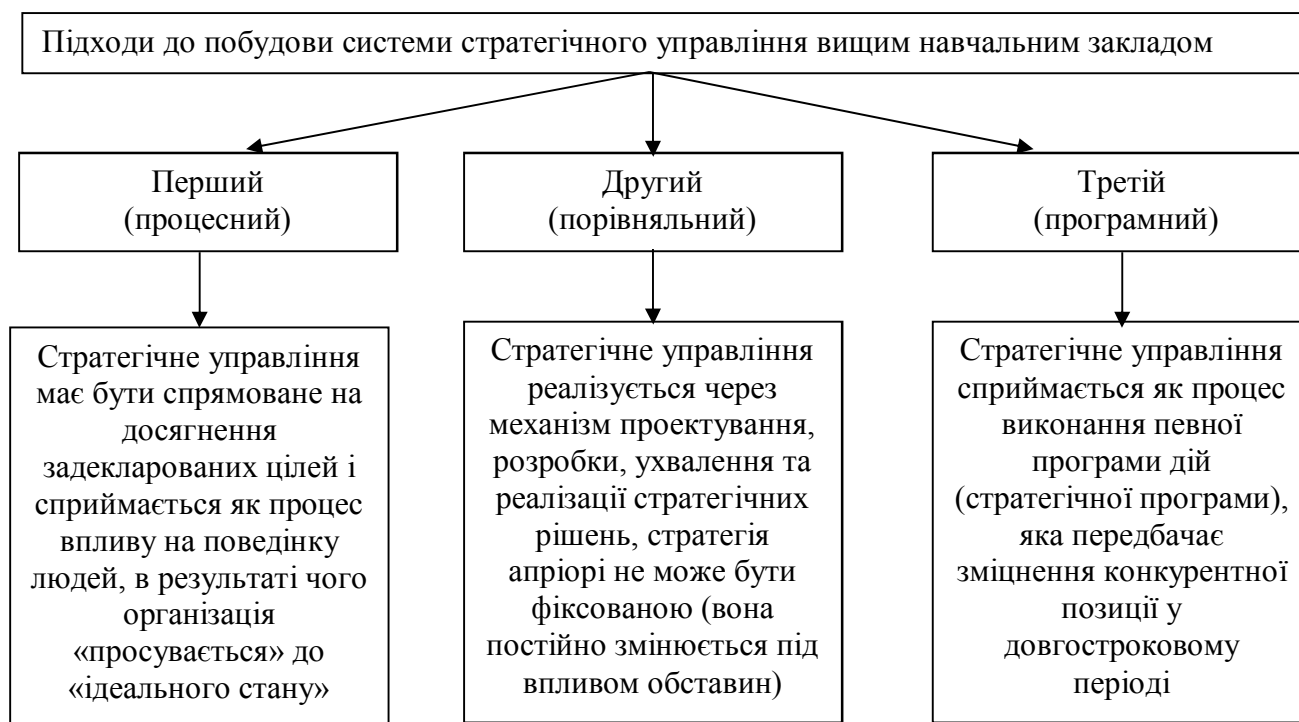 Підходи до побудови системи стратегічного управління вищим навчальним закладом
Перший
(процесний)
Другий
(порівняльний)
Третій
(програмний)
Стратегічне управління
має бути спрямоване на
досягнення
задекларованих цілей і
сприймається як процес
впливу на поведінку
людей, в результаті чого
організація
«просувається» до
«ідеального стану»
Стратегічне управління
реалізується через
механізм проектування,
розробки, ухвалення та
реалізації стратегічних
рішень, стратегія
апріорі не може бути
фіксованою (вона
постійно змінюється під
впливом обставин)
Стратегічне управління
сприймається як процес
виконання певної
програми дій
(стратегічної програми),
яка передбачає
зміцнення конкурентної
позиції у
довгостроковому
періоді